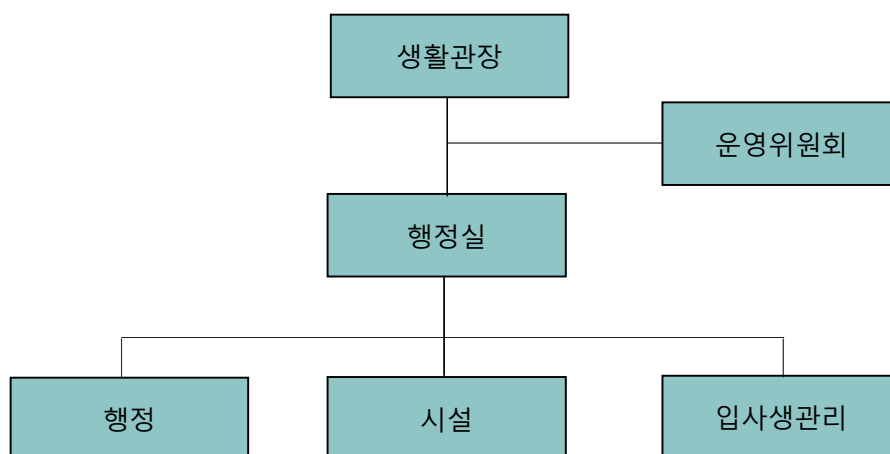 생활관장
운영위원회
행정실
행정
시설
입사생관리